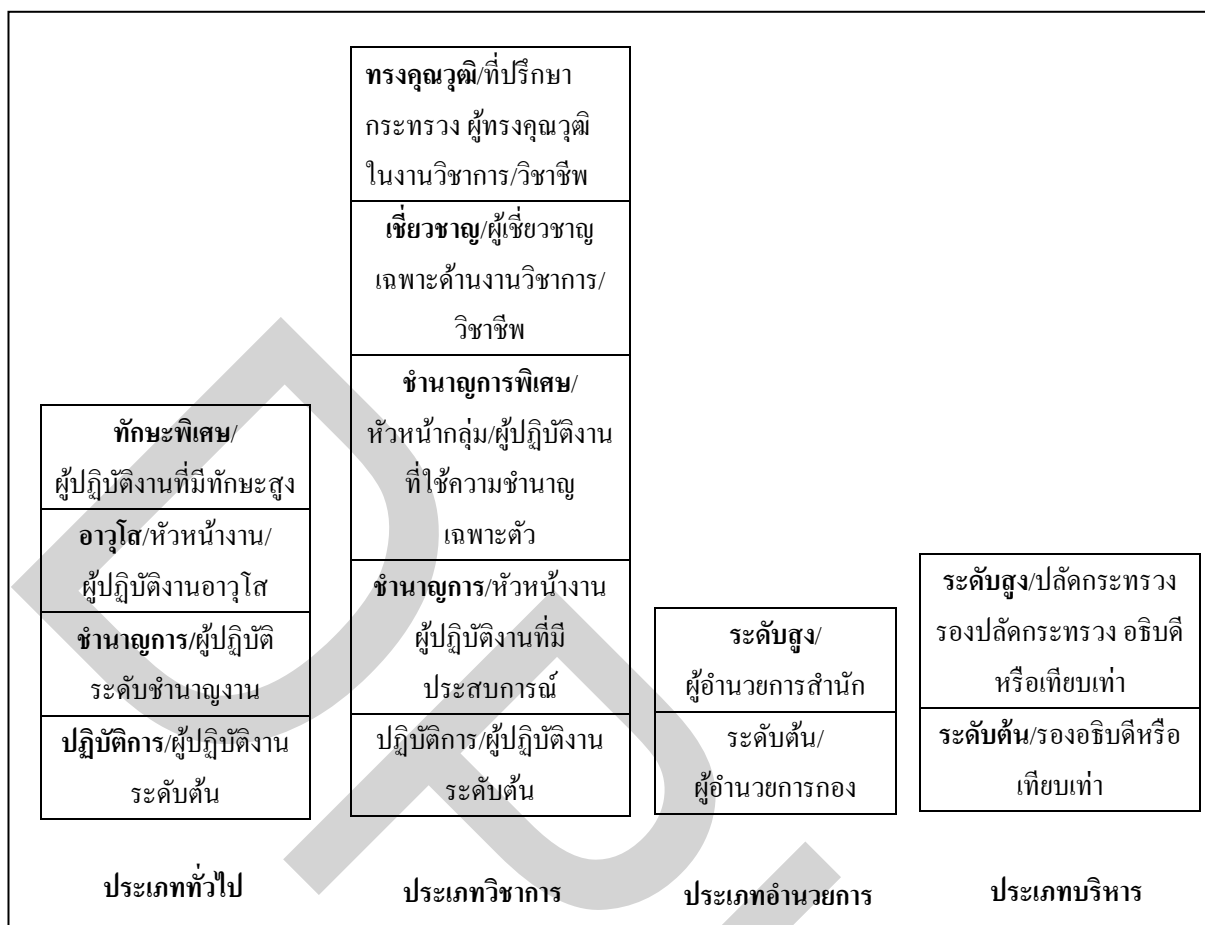 ทรงคุณวุฒิ/ที่ปรึกษา
กระทรวง ผู้ทรงคุณวุฒิ
ในงานวิชาการ/วิชาชีพ
เชี่ยวชาญ/ผู้เชี่ยวชาญ
เฉพาะด้านงานวิชาการ/
วิชาชีพ
ชำนาญการพิเศษ/
หัวหน้ากลุ่ม/ผู้ปฏิบัติงาน
ที่ใช้ความชำนาญ
เฉพาะตัว
ชำนาญการ/หัวหน้างาน
ผู้ปฏิบัติงานที่มี
ประสบการณ์
ปฏิบัติการ/ผู้ปฏิบัติงาน
ระดับต้น
ทักษะพิเศษ/
ผู้ปฏิบัติงานที่มีทักษะสูง
อาวุโส/หัวหน้างาน/
ผู้ปฏิบัติงานอาวุโส
ชำนาญการ/ผู้ปฏิบัติ
ระดับชำนาญงาน
ปฏิบัติการ/ผู้ปฏิบัติงาน
ระดับต้น
ระดับสูง/
ผู้อำนวยการสำนัก
ระดับต้น/
ผู้อำนวยการกอง
ระดับสูง/ปลัดกระทรวง
รองปลัดกระทรวง อธิบดี
หรือเทียบเท่า
ระดับต้น/รองอธิบดีหรือ
เทียบเท่า
ประเภททั่วไป
ประเภทวิชาการ
ประเภทอำนวยการ
ประเภทบริหาร